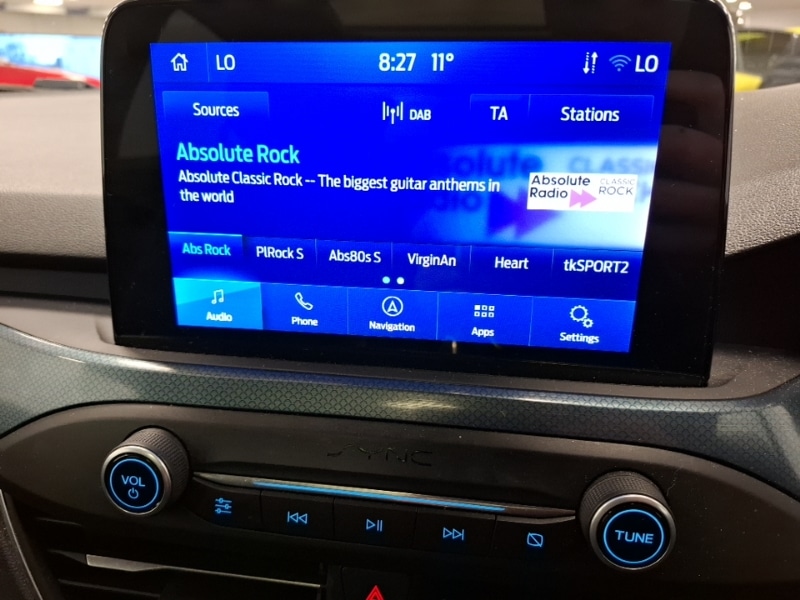 LO 8:27 11° LO
Sources DAB TA Stations
Absolute Rock
Absolute Classic Rock -- The biggest guitar anthems in
the world
Absolute
Radio
CLASSIC
ROCK
Abs Rock PlRock S Abs80s S VirginAn Heart tkSPORT2
Audio Phone Navigation Apps Settings
SYNC
VOL
TUNE